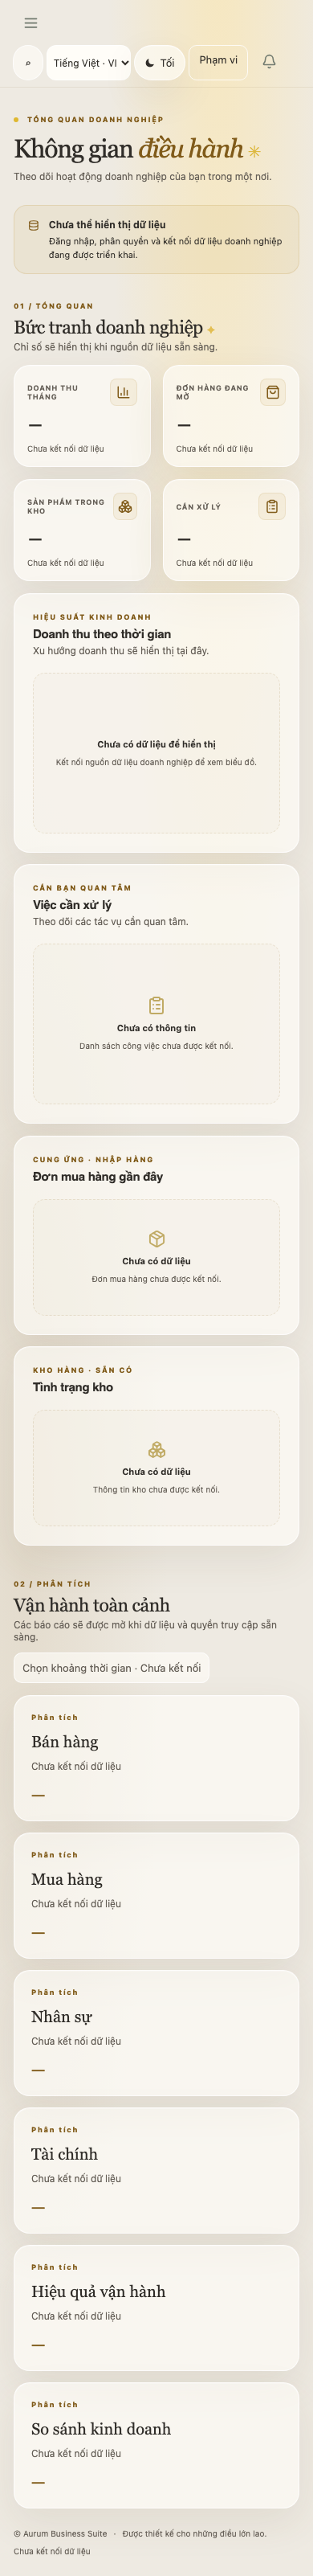 Tiếng Việt · VI
Tối
Phạm vi
TỔNG QUAN DOANH NGHIỆP
Không gian điều hành
Theo dõi hoạt động doanh nghiệp của bạn trong một nơi.
Chưa thể hiển thị dữ liệu
Đăng nhập, phân quyền và kết nối dữ liệu doanh nghiệp
đang được triển khai.
01 / TỔNG QUAN
Bức tranh doanh nghiệp
Chỉ số sẽ hiển thị khi nguồn dữ liệu sẵn sàng.
DOANH THU
THÁNG
—
Chưa kết nối dữ liệu
ĐƠN HÀNG ĐANG
MỞ
—
Chưa kết nối dữ liệu
SẢN PHẨM TRONG
KHO
—
Chưa kết nối dữ liệu
CẦN XỬ LÝ
—
Chưa kết nối dữ liệu
HIỆU SUẤT KINH DOANH
Doanh thu theo thời gian
Xu hướng doanh thu sẽ hiển thị tại đây.
Chưa có dữ liệu để hiển thị
Kết nối nguồn dữ liệu doanh nghiệp để xem biểu đồ.
CẦN BẠN QUAN TÂM
Việc cần xử lý
Theo dõi các tác vụ cần quan tâm.
Chưa có thông tin
Danh sách công việc chưa được kết nối.
CUNG ỨNG · NHẬP HÀNG
Đơn mua hàng gần đây
Chưa có dữ liệu
Đơn mua hàng chưa được kết nối.
KHO HÀNG · SẴN CÓ
Tình trạng kho
Chưa có dữ liệu
Thông tin kho chưa được kết nối.
02 / PHÂN TÍCH
Vận hành toàn cảnh
Các báo cáo sẽ được mở khi dữ liệu và quyền truy cập sẵn
sàng.
Chọn khoảng thời gian · Chưa kết nối
Phân tích
Bán hàng
Chưa kết nối dữ liệu
—
Phân tích
Mua hàng
Chưa kết nối dữ liệu
—
Phân tích
Nhân sự
Chưa kết nối dữ liệu
—
Phân tích
Tài chính
Chưa kết nối dữ liệu
—
Phân tích
Hiệu quả vận hành
Chưa kết nối dữ liệu
—
Phân tích
So sánh kinh doanh
Chưa kết nối dữ liệu
—
© Aurum Business Suite · Được thiết kế cho những điều lớn lao.
Chưa kết nối dữ liệu